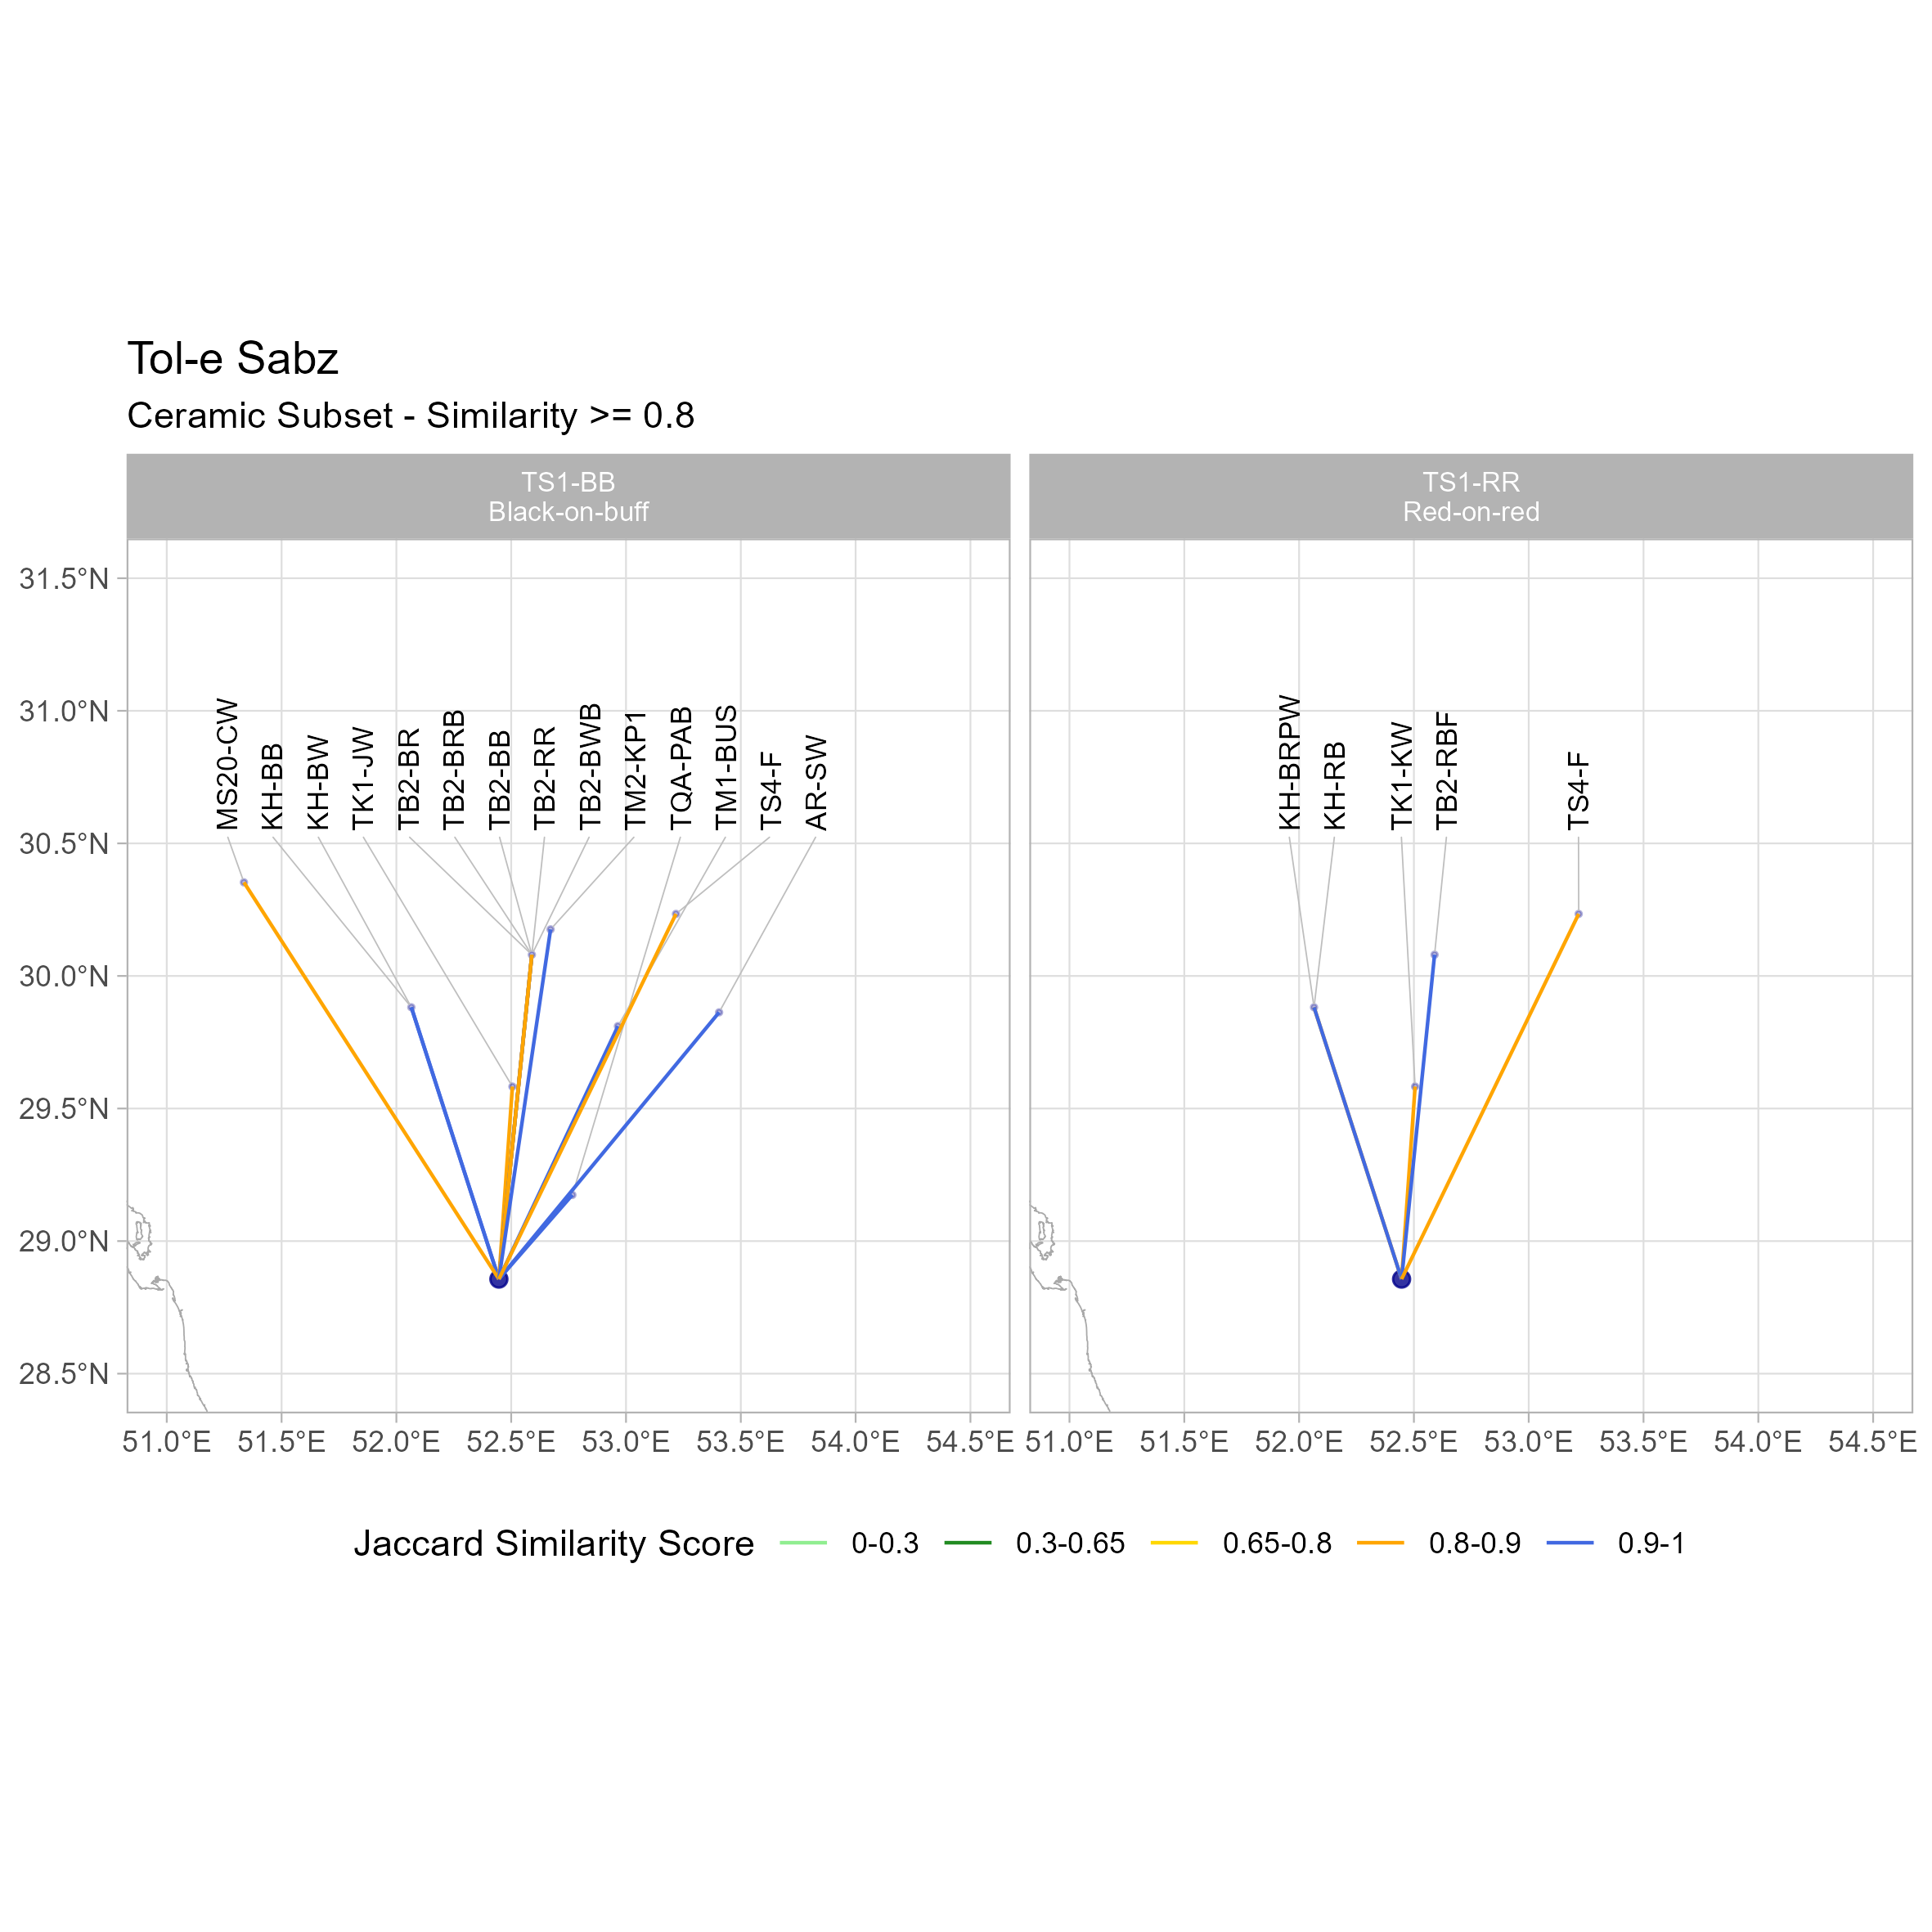 Tol-e Sabz
Ceramic Subset - Similarity >= 0.8
TS1-BB
Black-on-buff
TS1-RR
Red-on-red
31.5°N
31.0°N
30.5°N
30.0°N
29.5°N
29.0°N
28.5°N
MS20-CW
KH-BB
KH-BW
TK1-JW
TB2-BR
TB2-BRB
TB2-BB
TB2-RR
TB2-BWB
TM2-KP1
TQA-PAB
TM1-BUS
TS4-F
AR-SW
KH-BRPW
KH-RB
TK1-KW
TB2-RBF
TS4-F
51.0°E 51.5°E 52.0°E 52.5°E 53.0°E 53.5°E 54.0°E 54.5°E
51.0°E 51.5°E 52.0°E 52.5°E 53.0°E 53.5°E 54.0°E 54.5°E
Jaccard Similarity Score 0-0.3 0.3-0.65 0.65-0.8 0.8-0.9 0.9-1